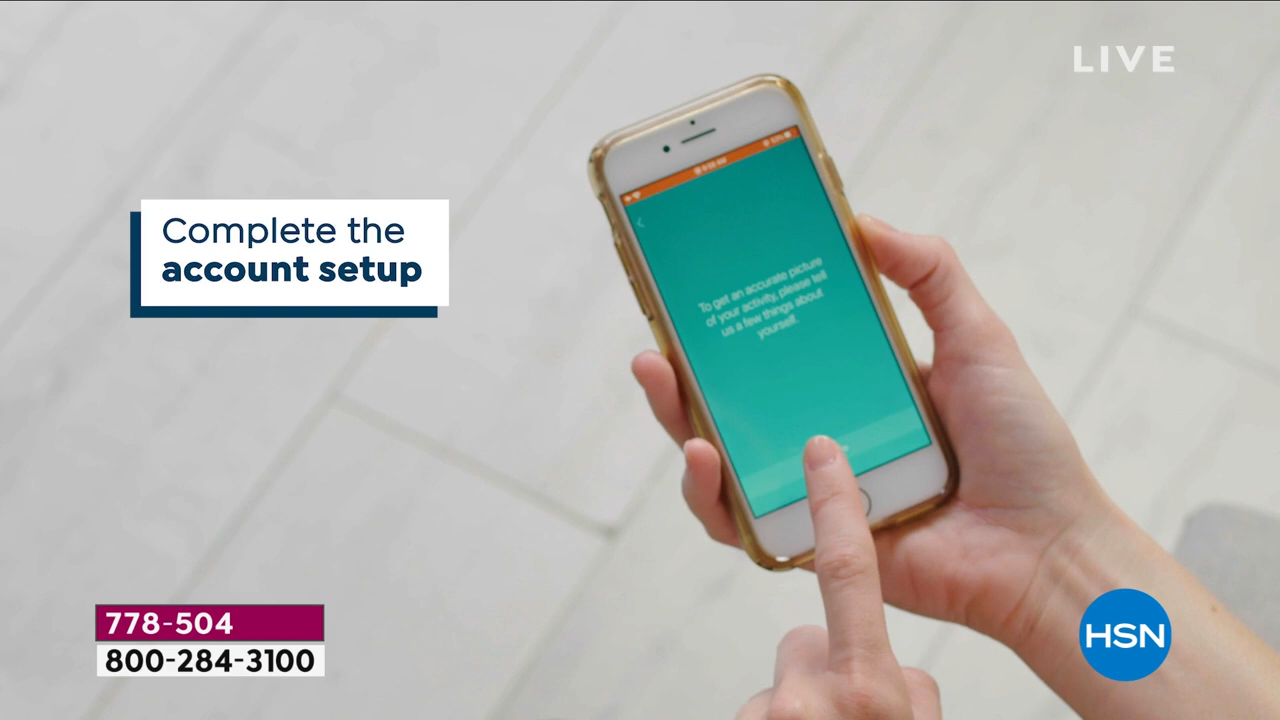 LIVE
Complete the
account setup
To get an accurate picture
of your activity, please tell
us a few things about
yourself.
778-504
800-284-3100
HSN